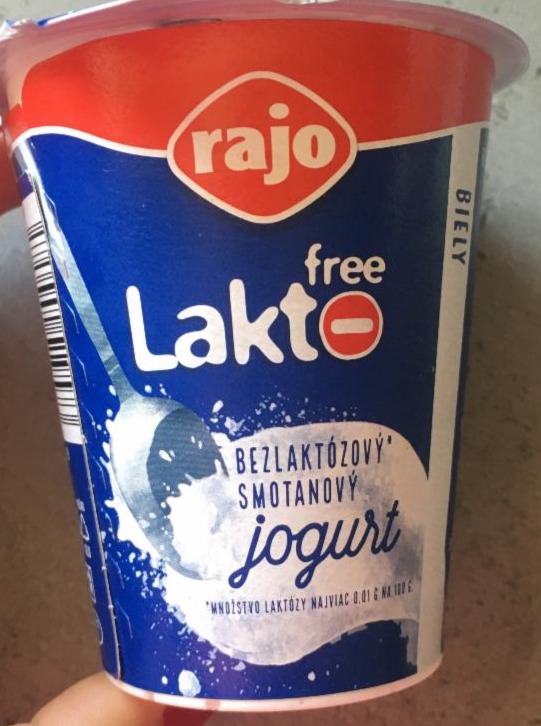 rajo
free
Lakto
BIELY
BEZLAKTÓZOVÝ*
SMOTANOVÝ
jogurt
*MNOŽSTVO LAKTÓZY NAJVIAC 0,01 G NA 100 G.